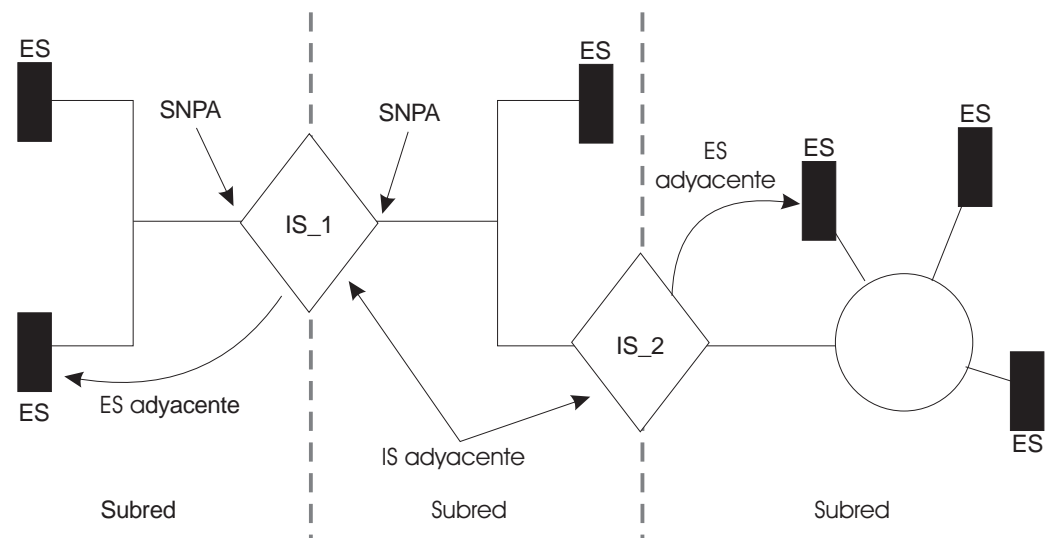 ES
ES
SNPA
SNPA
ES
ES
ES
adyacente
IS_1
IS_2
ES
ES adyacente
ES
IS adyacente
Subred
Subred
Subred